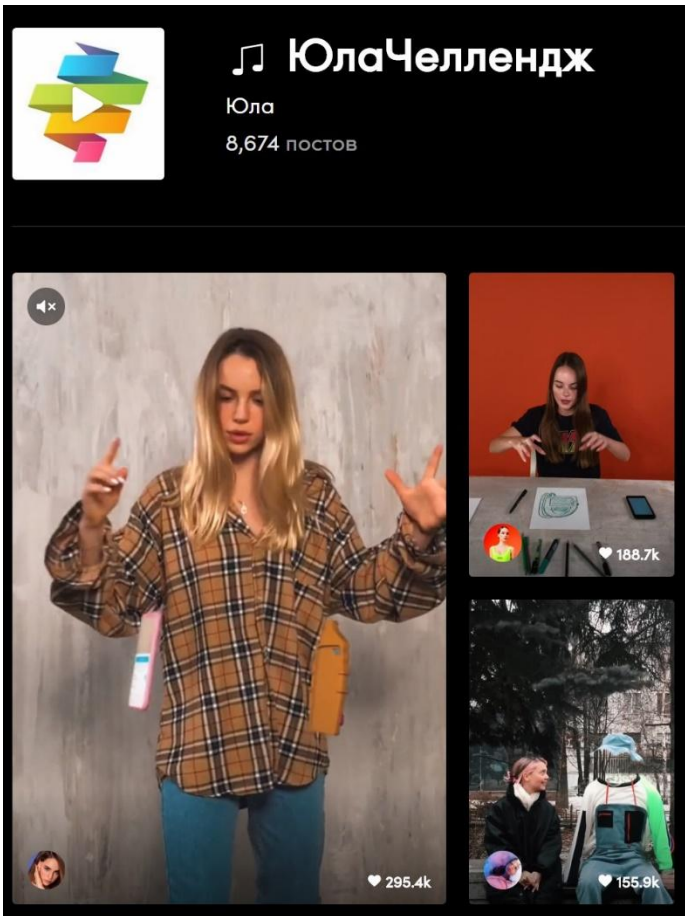 ♫ ЮлаЧеллендж
Юла
8,674 постов
295.4k
188.7k
155.9k